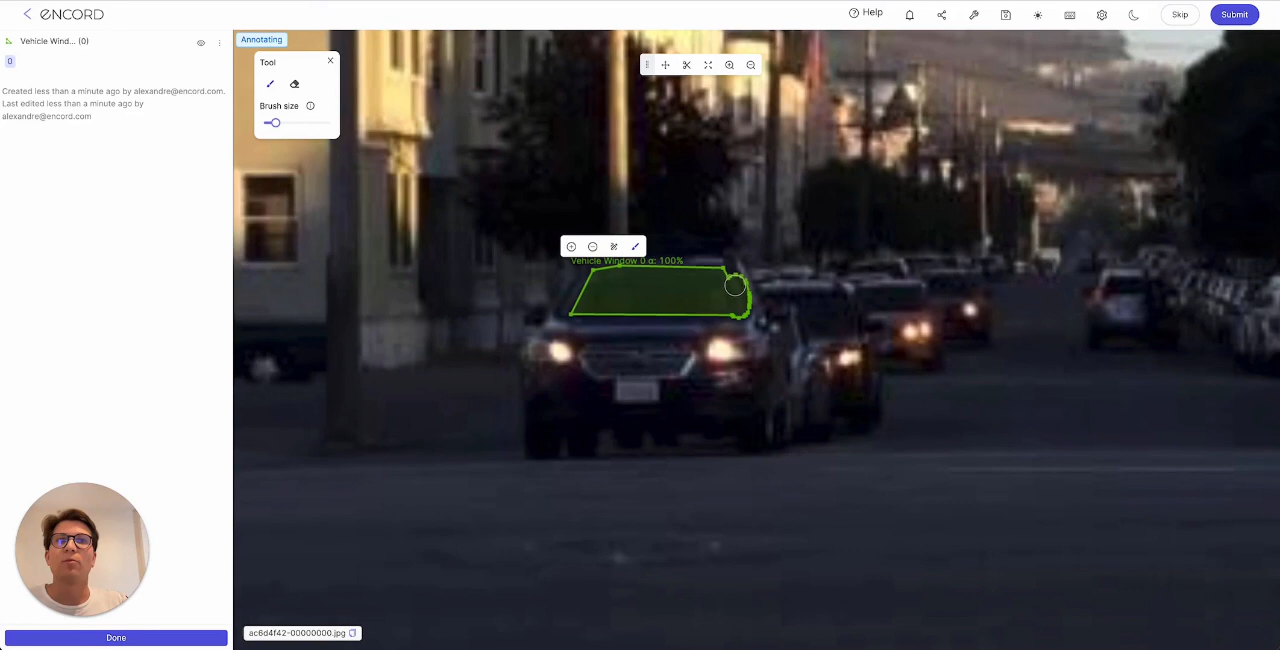 ENCORD
Help
Skip
Submit
Vehicle Wind... (0)
0
Created less than a minute ago by alexandre@encord.com.
Last edited less than a minute ago by
alexandre@encord.com
Annotating
Tool
Brush size
Vehicle Window 0 α: 100%
Done
ac6d4f42-00000000.jpg